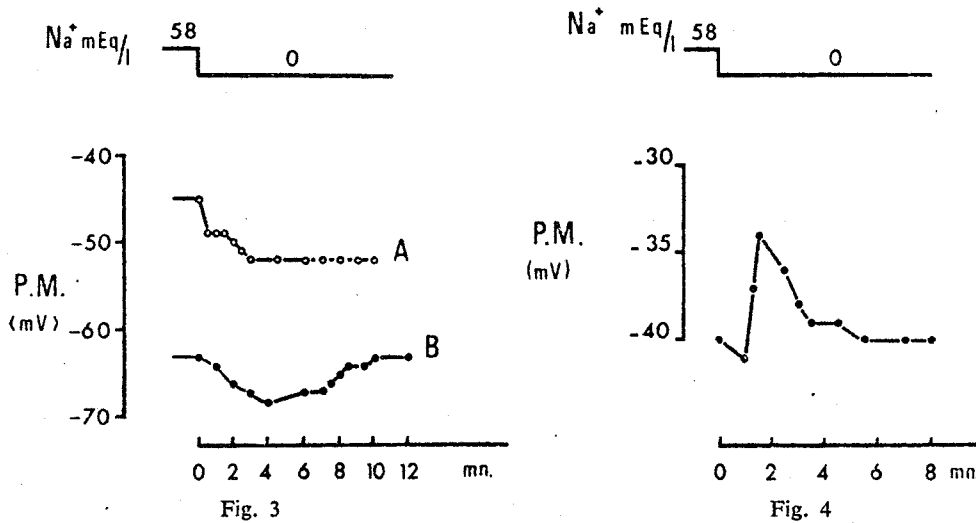 Na⁺ mEq/l
58
0
-40
-50
-60
-70
P.M.
(mV)
A
B
0 2 4 6 8 10 12 mn.
Fig. 3
Na⁺ mEq/l
58
0
-30
-35
-40
P.M.
(mV)
0 2 4 6 8 mn
Fig. 4